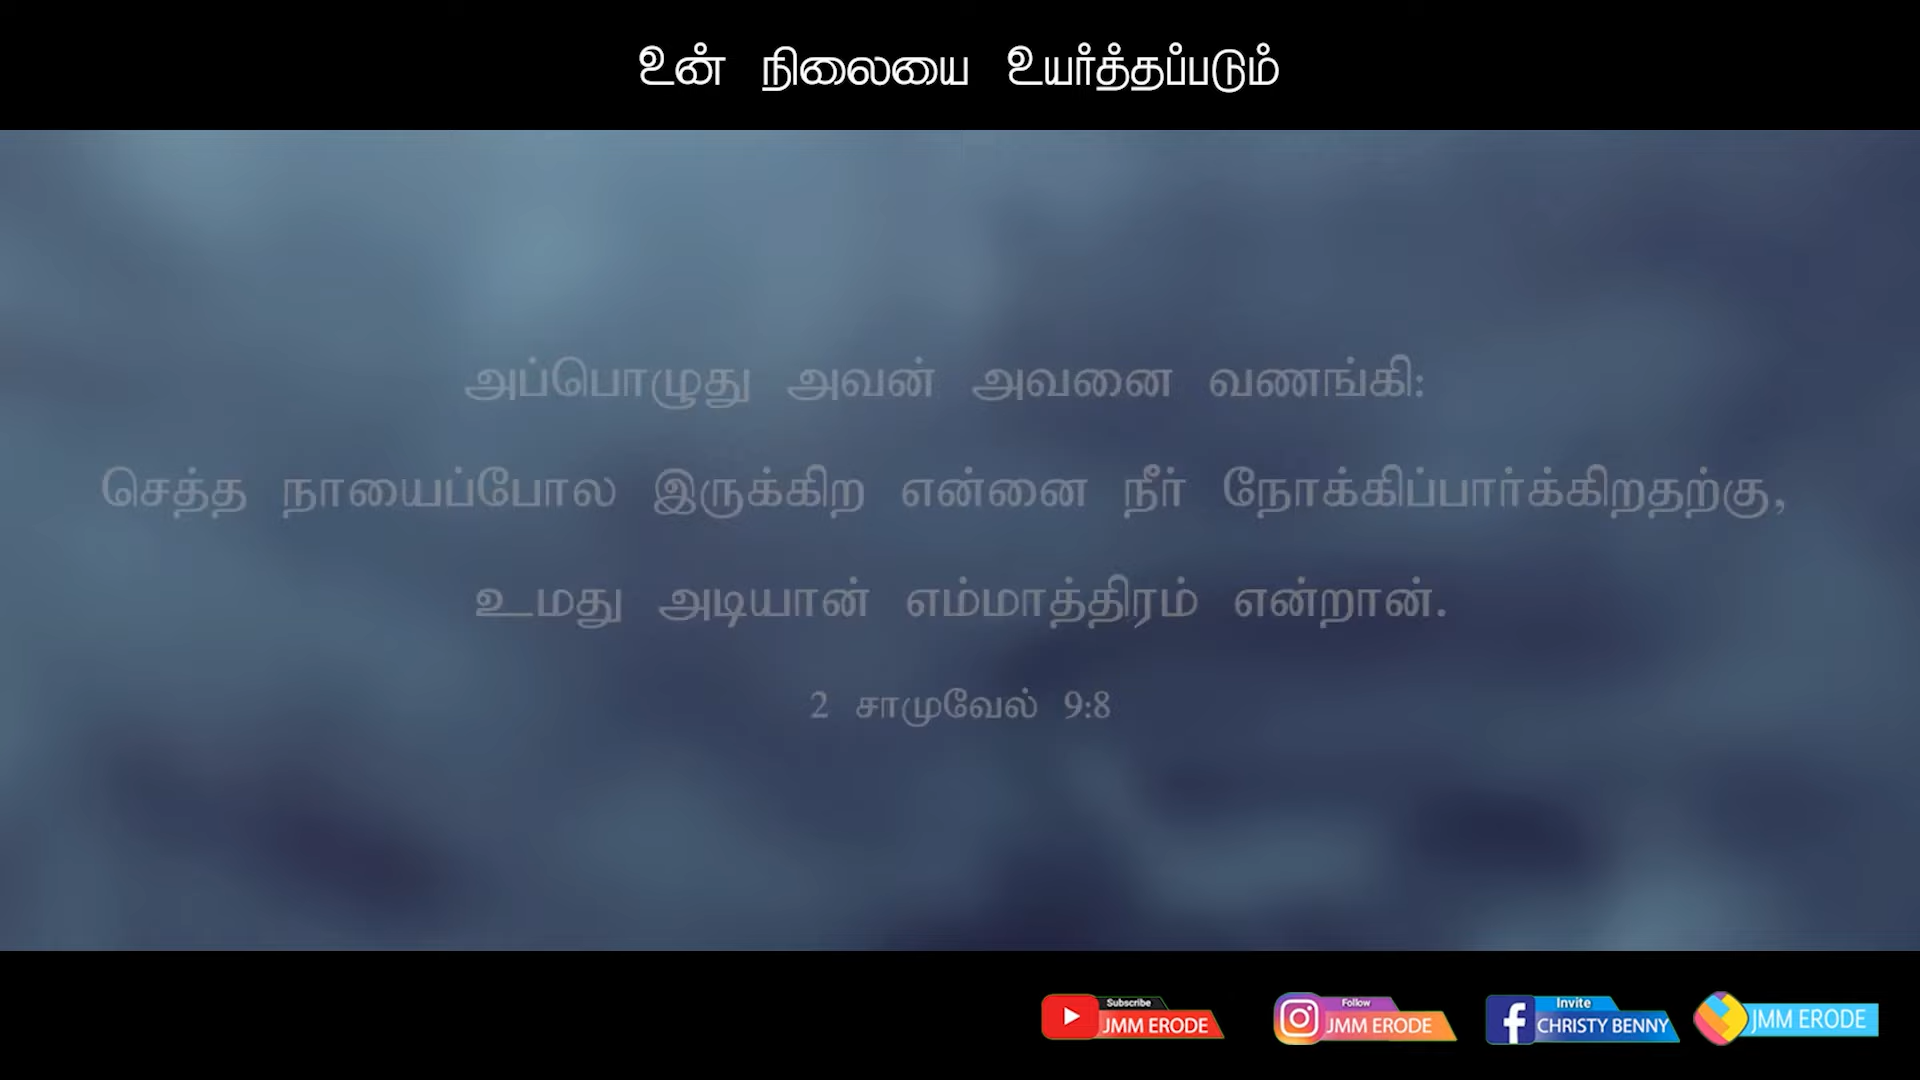 உன் நிலையை உயர்த்தப்படும்
அப்பொழுது அவன் அவனை வணங்கி:
செத்த நாயைப்போல இருக்கிற என்னை நீர் நோக்கிப்பார்க்கிறதற்கு,
உமது அடியான் எம்மாத்திரம் என்றான்.
2 சாமுவேல் 9:8
Subscribe
JMM ERODE
Follow
JMM ERODE
Invite
CHRISTY BENNY
JMM ERODE